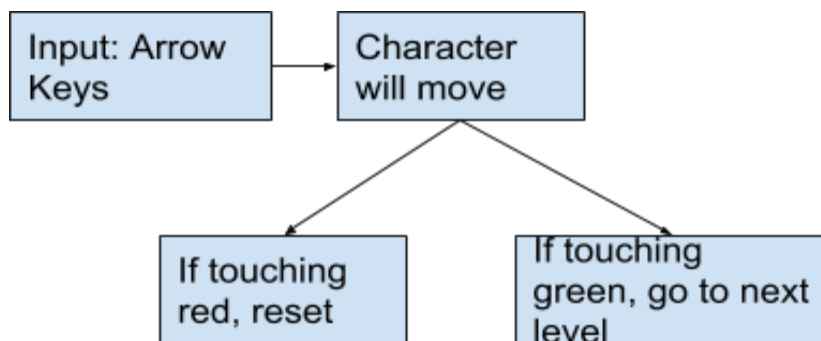 Input: Arrow
Keys
Character
will move
If touching
red, reset
If touching
green, go to next
level